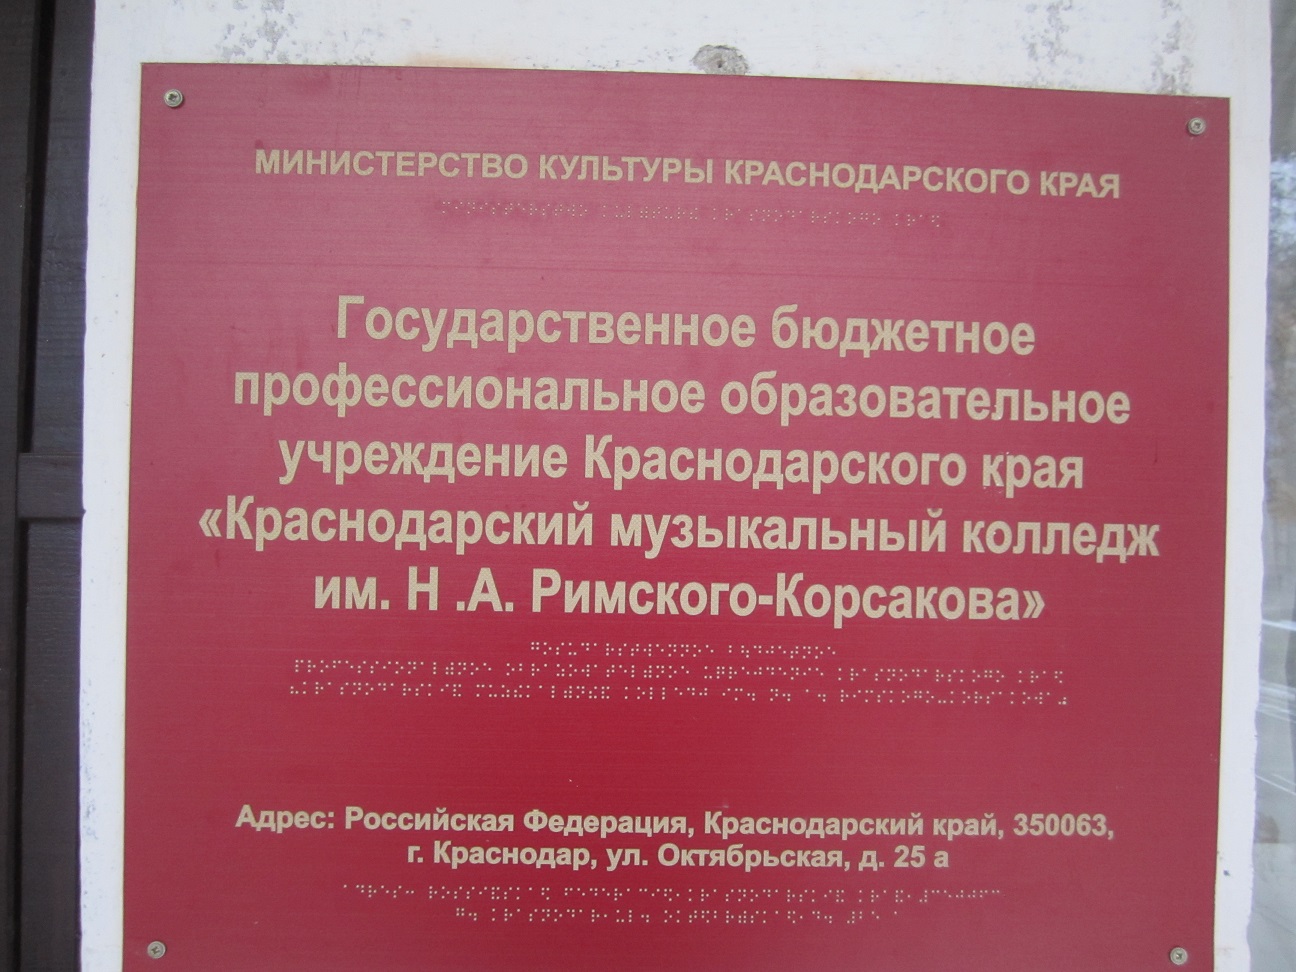 МИНИСТЕРСТВО КУЛЬТУРЫ КРАСНОДАРСКОГО КРАЯ
Государственное бюджетное
профессиональное образовательное
учреждение Краснодарского края
«Краснодарский музыкальный колледж
им. Н .А. Римского-Корсакова»
Адрес: Российская Федерация, Краснодарский край, 350063,
г. Краснодар, ул. Октябрьская, д. 25 а